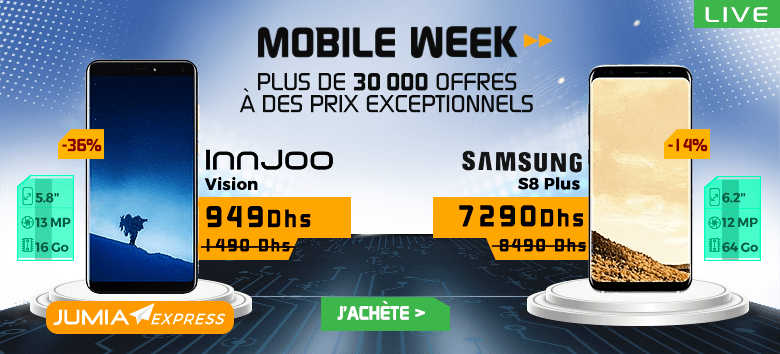 LIVE
MOBILE WEEK
PLUS DE 30 000 OFFRES
À DES PRIX EXCEPTIONNELS
-36%
InnJoo
Vision
949Dhs
1 490 Dhs
5.8"
13 MP
16 Go
-14%
SAMSUNG
S8 Plus
7290Dhs
8490 Dhs
6.2"
12 MP
64 Go
JUMIA EXPRESS
J'ACHÈTE >